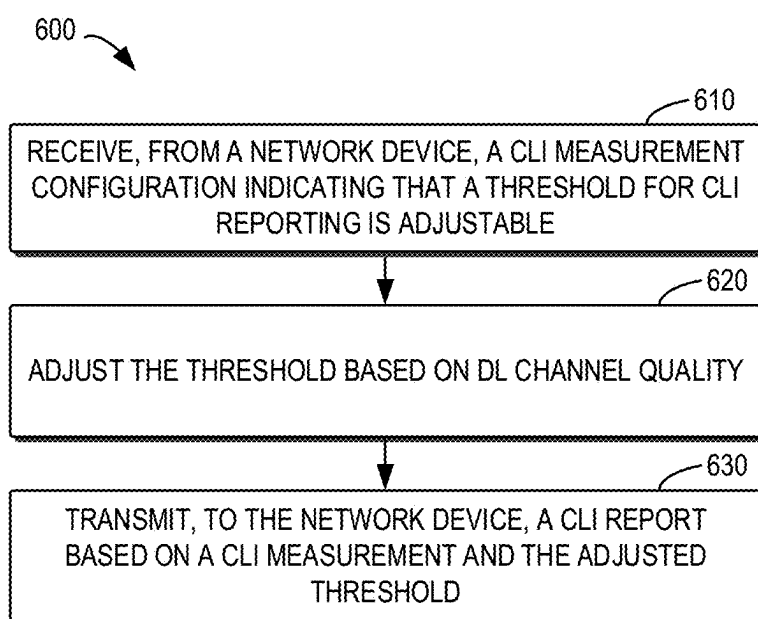 600
610
RECEIVE, FROM A NETWORK DEVICE, A CLI MEASUREMENT
CONFIGURATION INDICATING THAT A THRESHOLD FOR CLI
REPORTING IS ADJUSTABLE
620
ADJUST THE THRESHOLD BASED ON DL CHANNEL QUALITY
630
TRANSMIT, TO THE NETWORK DEVICE, A CLI REPORT
BASED ON A CLI MEASUREMENT AND THE ADJUSTED
THRESHOLD